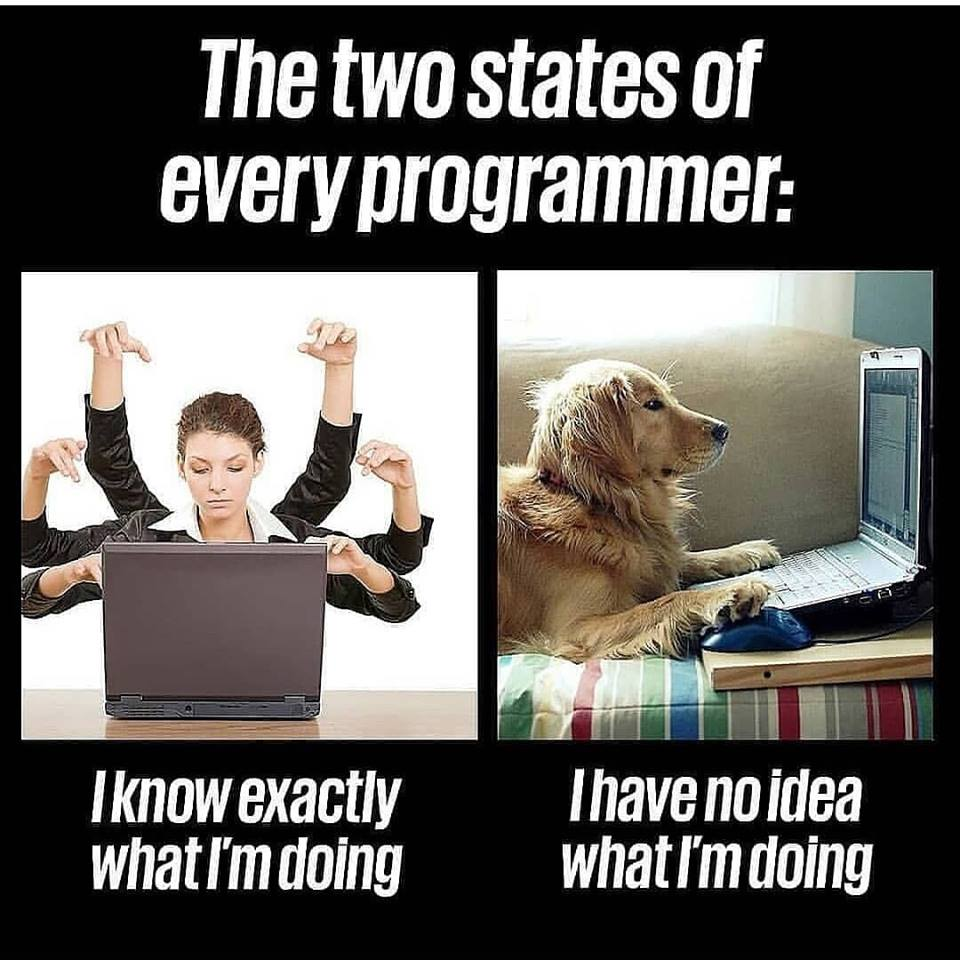 The two states of
every programmer:
I know exactly
what I'm doing
I have no idea
what I'm doing